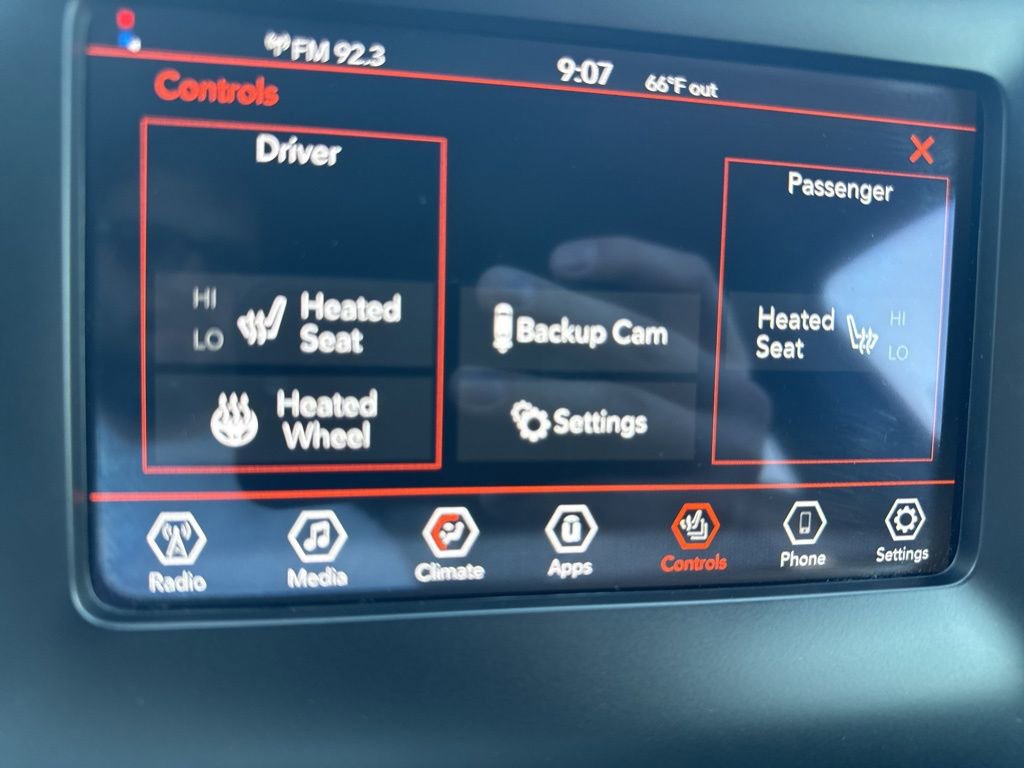 FM 92.3
9:07
66°F out
Controls
Driver
Passenger
HI
LO
Heated
Seat
Backup Cam
Heated
Seat
HI
LO
Heated
Wheel
Settings
Radio
Media
Climate
Apps
Controls
Phone
Settings